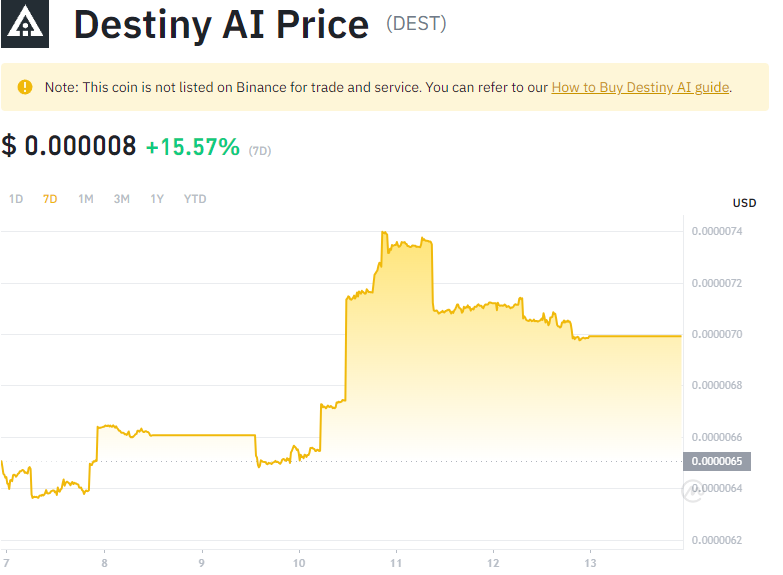 Destiny AI Price (DEST)
Note: This coin is not listed on Binance for trade and service. You can refer to our How to Buy Destiny AI guide.
$ 0.000008 +15.57% (7D)
1D 7D 1M 3M 1Y YTD
USD
0.0000074
0.0000072
0.0000070
0.0000068
0.0000066
0.0000065
0.0000064
0.0000062
7 8 9 10 11 12 13